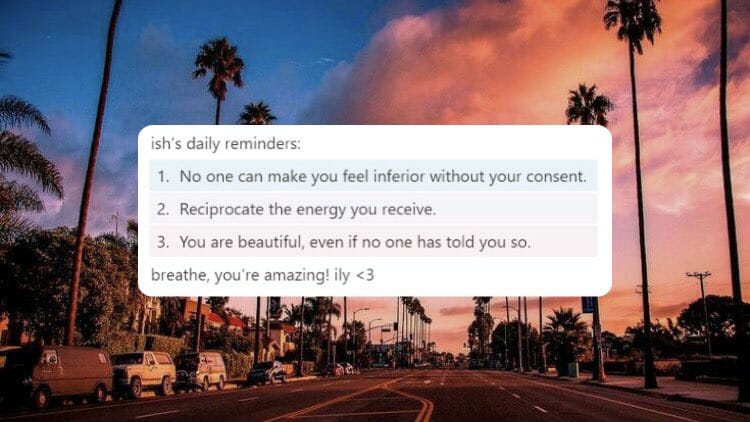 ish's daily reminders:
1. No one can make you feel inferior without your consent.
2. Reciprocate the energy you receive.
3. You are beautiful, even if no one has told you so.
breathe, you're amazing! ily <3